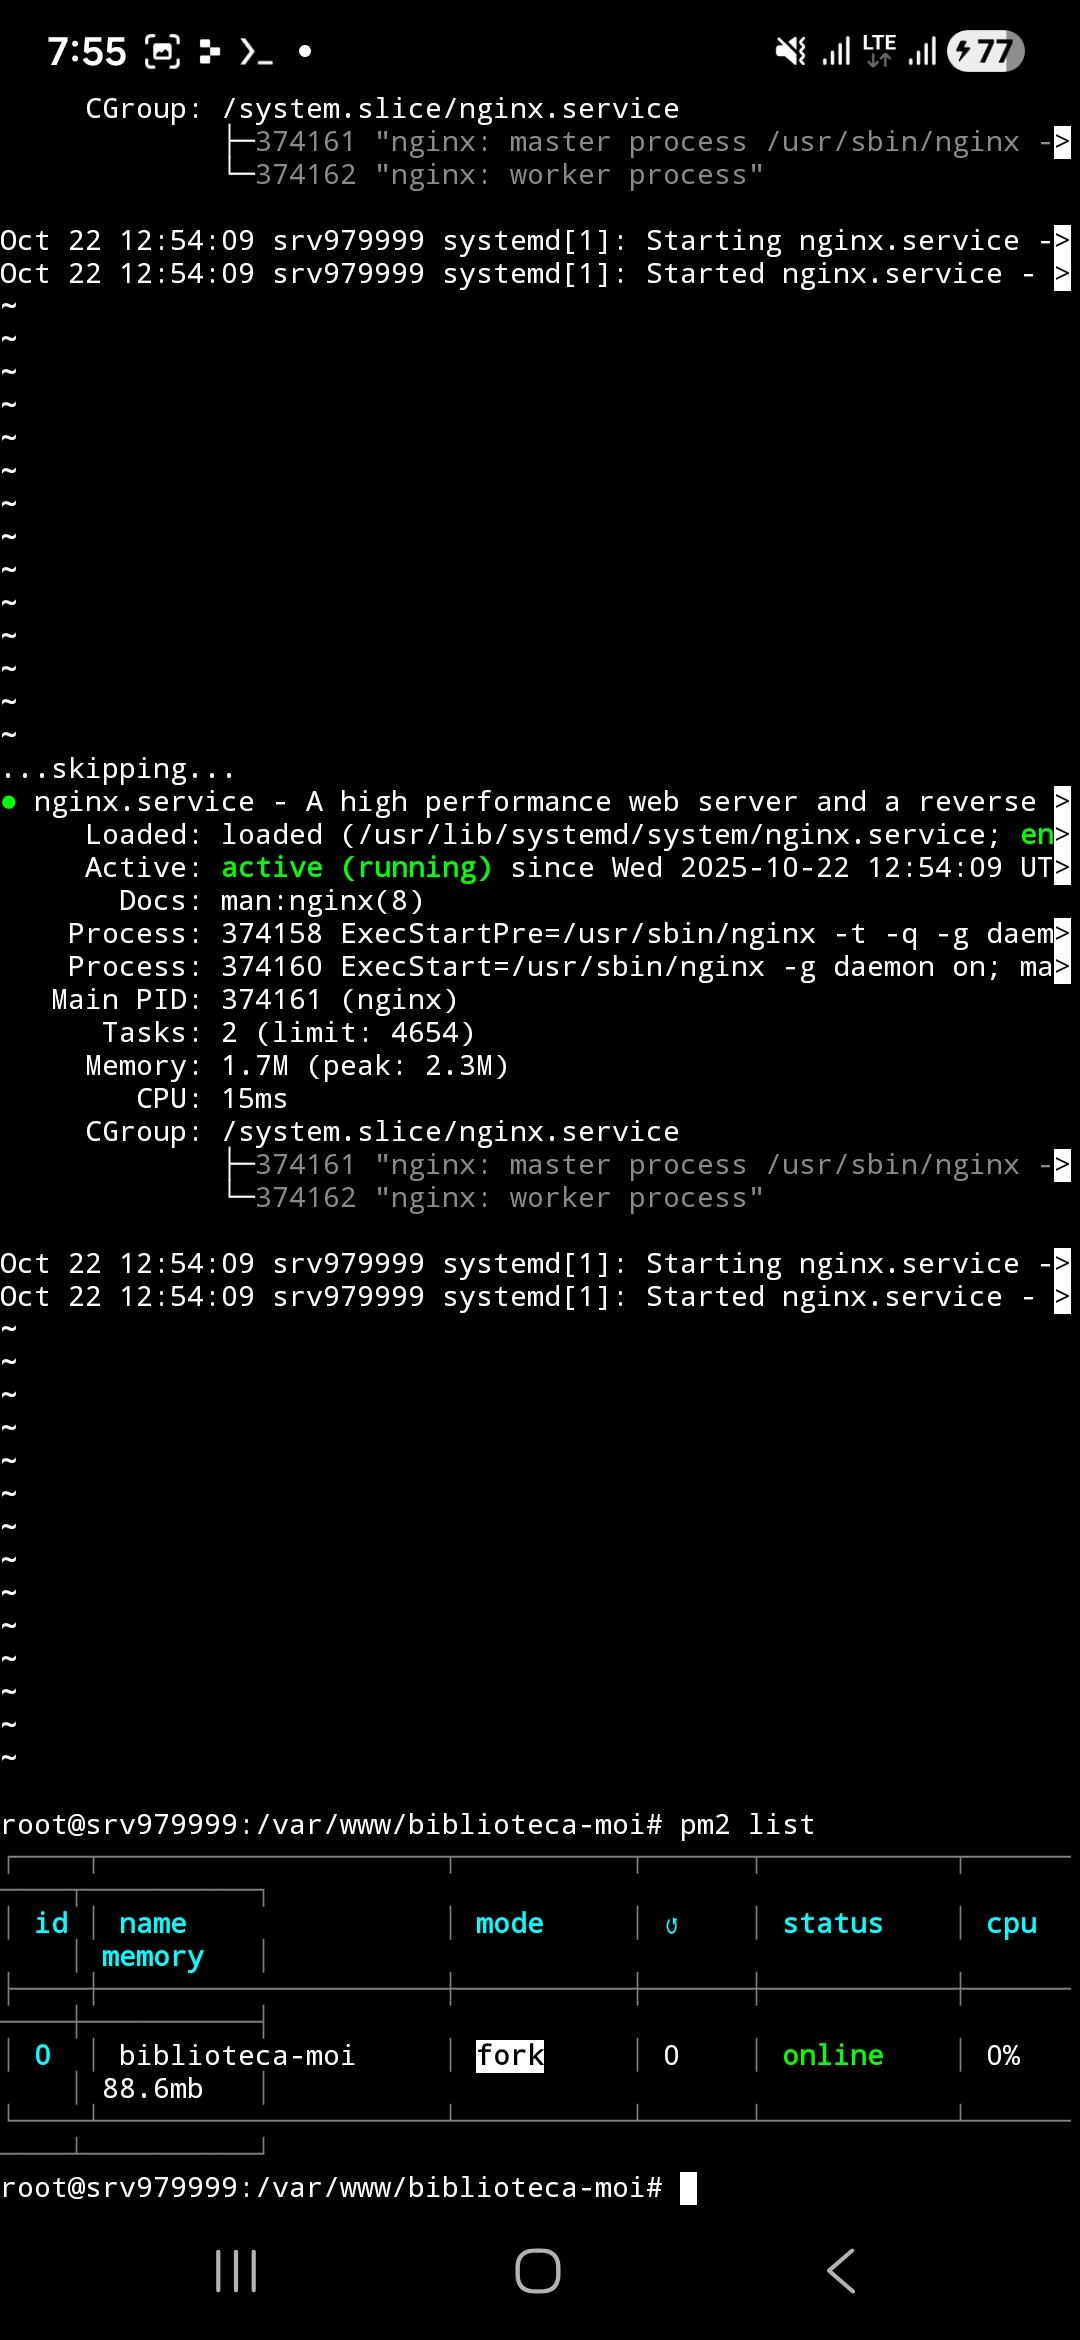 7:55 LTE 77
CGroup: /system.slice/nginx.service
├─374161 "nginx: master process /usr/sbin/nginx ->
└─374162 "nginx: worker process"
Oct 22 12:54:09 srv979999 systemd[1]: Starting nginx.service ->
Oct 22 12:54:09 srv979999 systemd[1]: Started nginx.service - >
~
~
~
~
~
~
~
~
~
~
~
~
~
~
...skipping...
● nginx.service - A high performance web server and a reverse >
Loaded: loaded (/usr/lib/systemd/system/nginx.service; en>
Active: active (running) since Wed 2025-10-22 12:54:09 UT>
Docs: man:nginx(8)
Process: 374158 ExecStartPre=/usr/sbin/nginx -t -q -g daem>
Process: 374160 ExecStart=/usr/sbin/nginx -g daemon on; ma>
Main PID: 374161 (nginx)
Tasks: 2 (limit: 4654)
Memory: 1.7M (peak: 2.3M)
CPU: 15ms
CGroup: /system.slice/nginx.service
├─374161 "nginx: master process /usr/sbin/nginx ->
└─374162 "nginx: worker process"
Oct 22 12:54:09 srv979999 systemd[1]: Starting nginx.service ->
Oct 22 12:54:09 srv979999 systemd[1]: Started nginx.service - >
~
~
~
~
~
~
~
~
~
~
~
~
~
~
root@srv979999:/var/www/biblioteca-moi# pm2 list
│ id │ name │ mode │ ↺ │ status │ cpu
│ memory │
│ 0 │ biblioteca-moi │ fork │ 0 │ online │ 0%
│ 88.6mb │
root@srv979999:/var/www/biblioteca-moi#